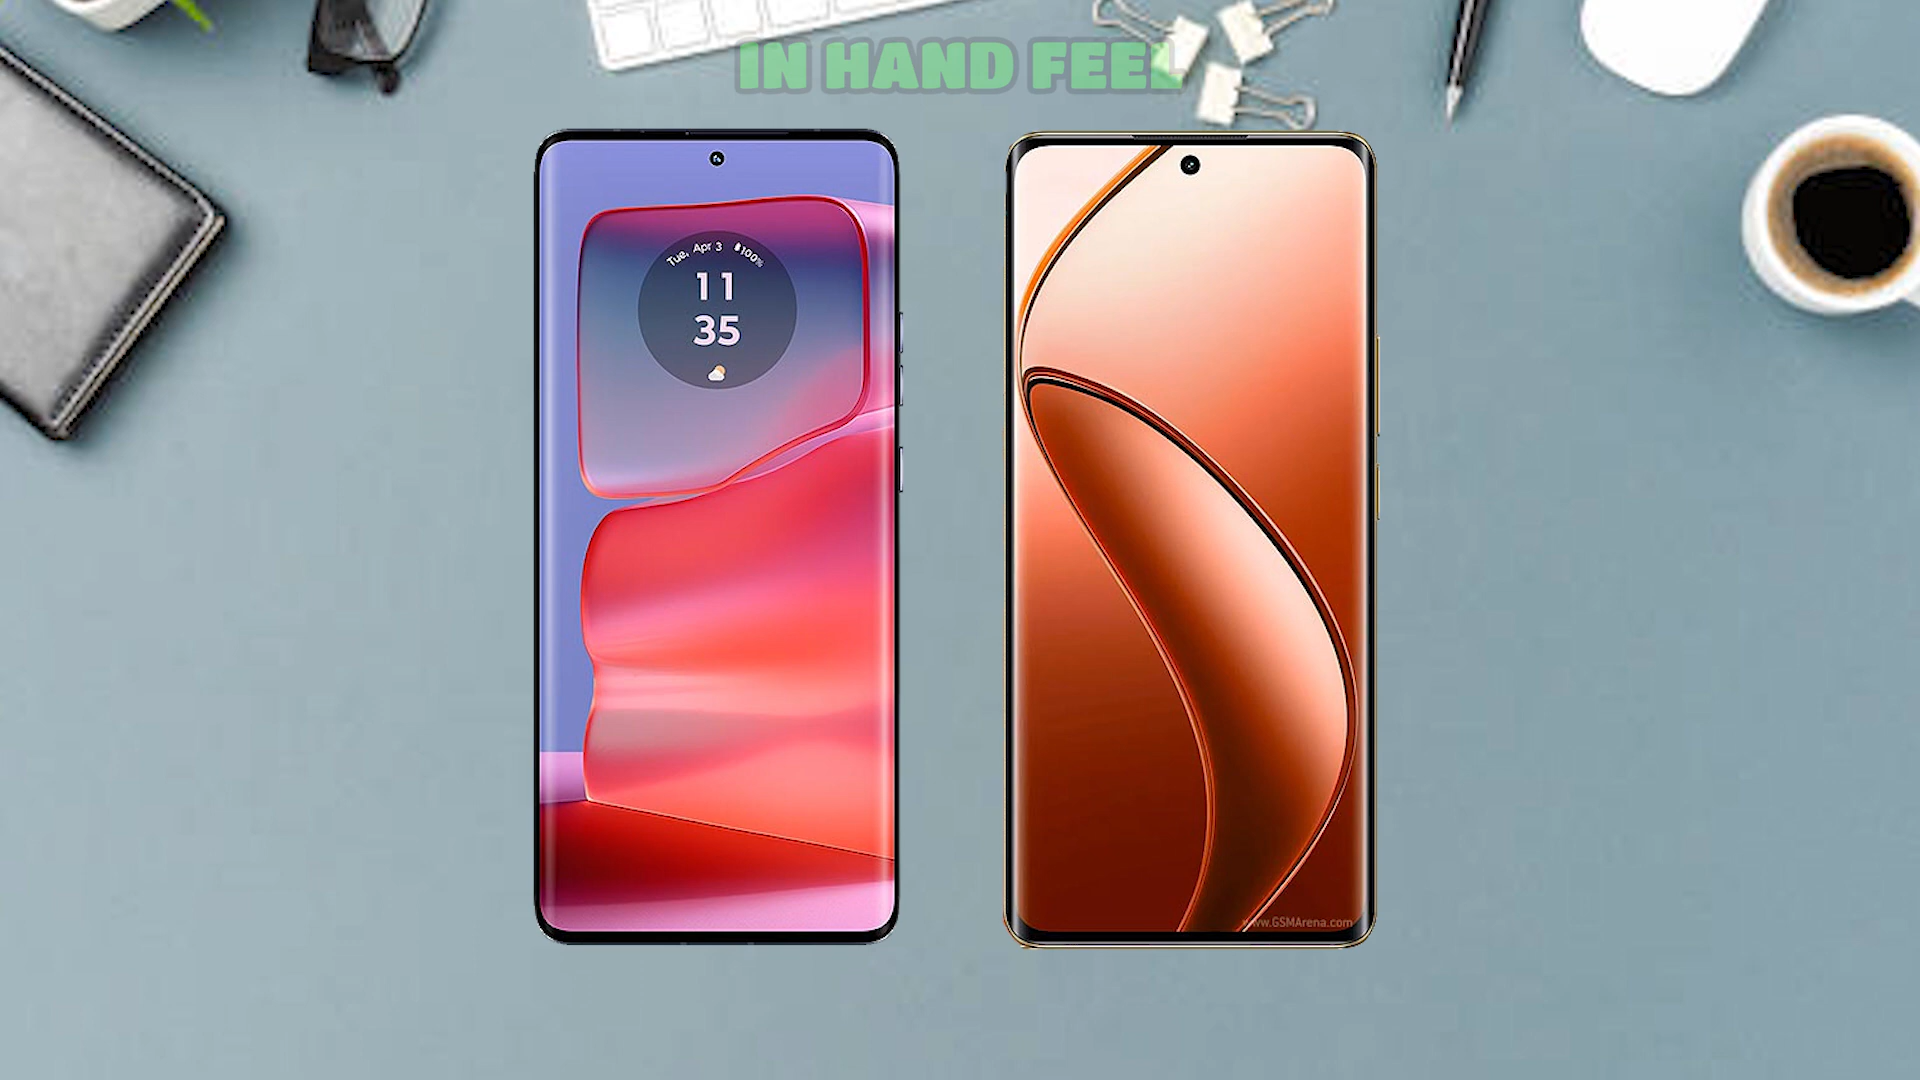 IN HAND FEEL
Tue, Apr 3 100%
11
35
www.GSMArena.com